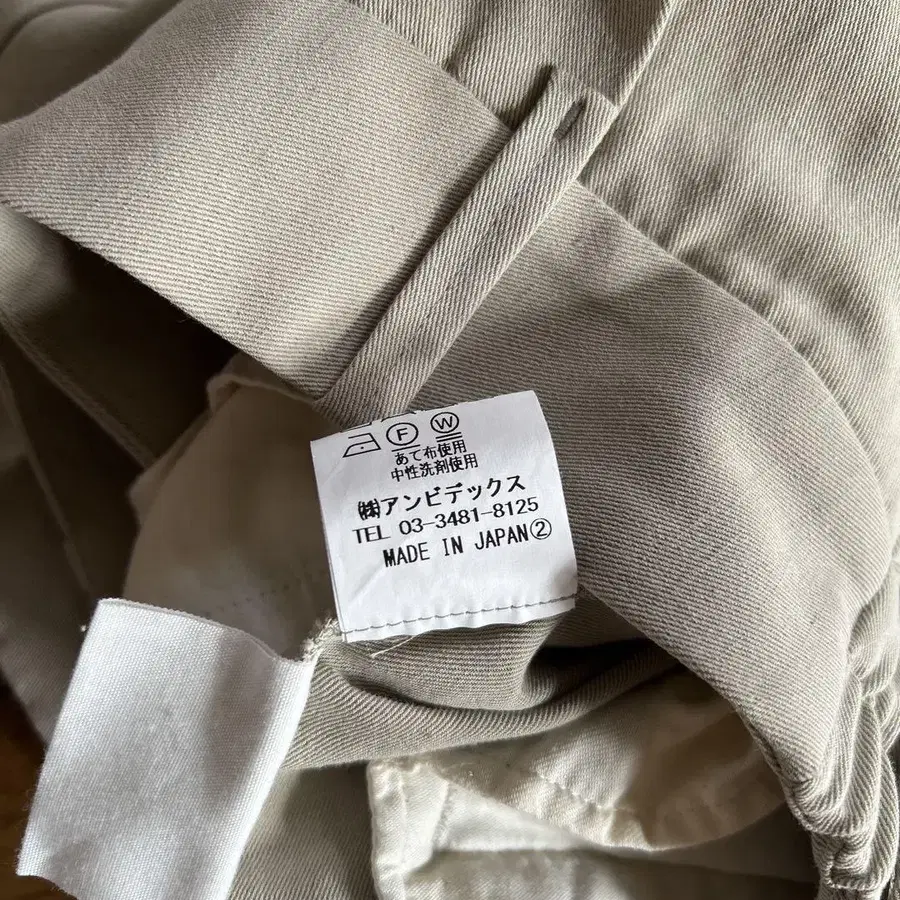 F W
あて布使用
中性洗剤使用
㈱アンビデックス
TEL 03-3481-8125
MADE IN JAPAN②